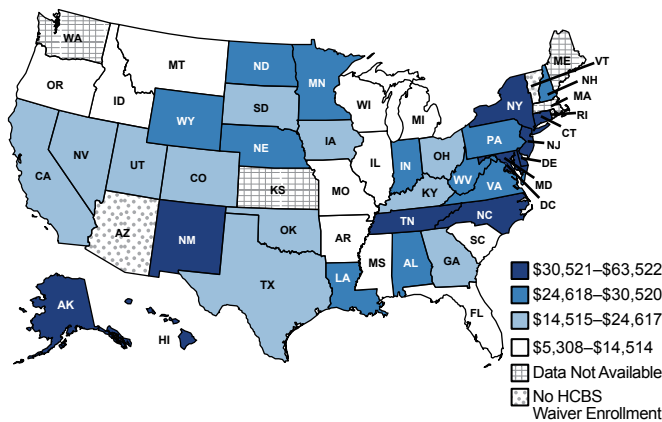 WA
OR
CA
NV
ID
MT
WY
UT
AZ
CO
NM
ND
SD
NE
KS
OK
TX
MN
IA
MO
AR
LA
WI
IL
MI
IN
OH
KY
TN
MS
AL
GA
FL
SC
NC
VA
WV
PA
NY
ME
VT
NH
MA
RI
CT
NJ
DE
MD
DC
AK
HI
$30,521–$63,522
$24,618–$30,520
$14,515–$24,617
$5,308–$14,514
Data Not Available
No HCBS
Waiver Enrollment